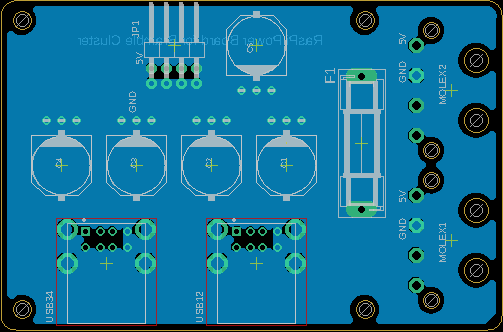 JP1
5V
RasPi Power Board for Portable Cluster
C5
5V
GND
MOLEX2
F1
GND
C4
C3
C2
C1
5V
GND
MOLEX1
USB34
USB12